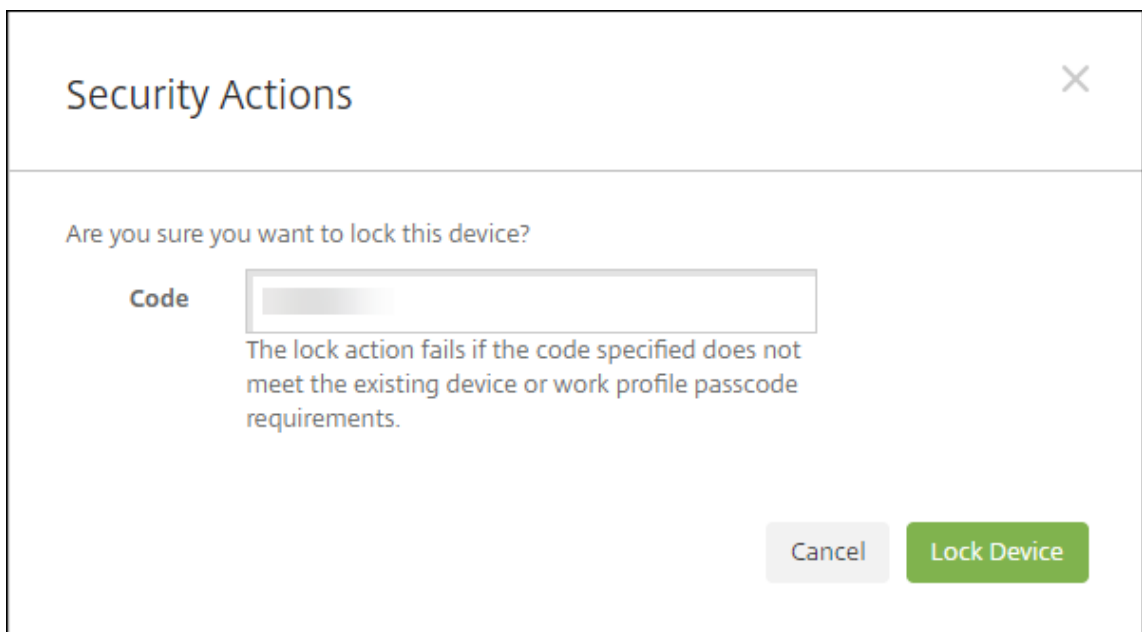 Security Actions
Are you sure you want to lock this device?
Code
The lock action fails if the code specified does not
meet the existing device or work profile passcode
requirements.
Cancel
Lock Device